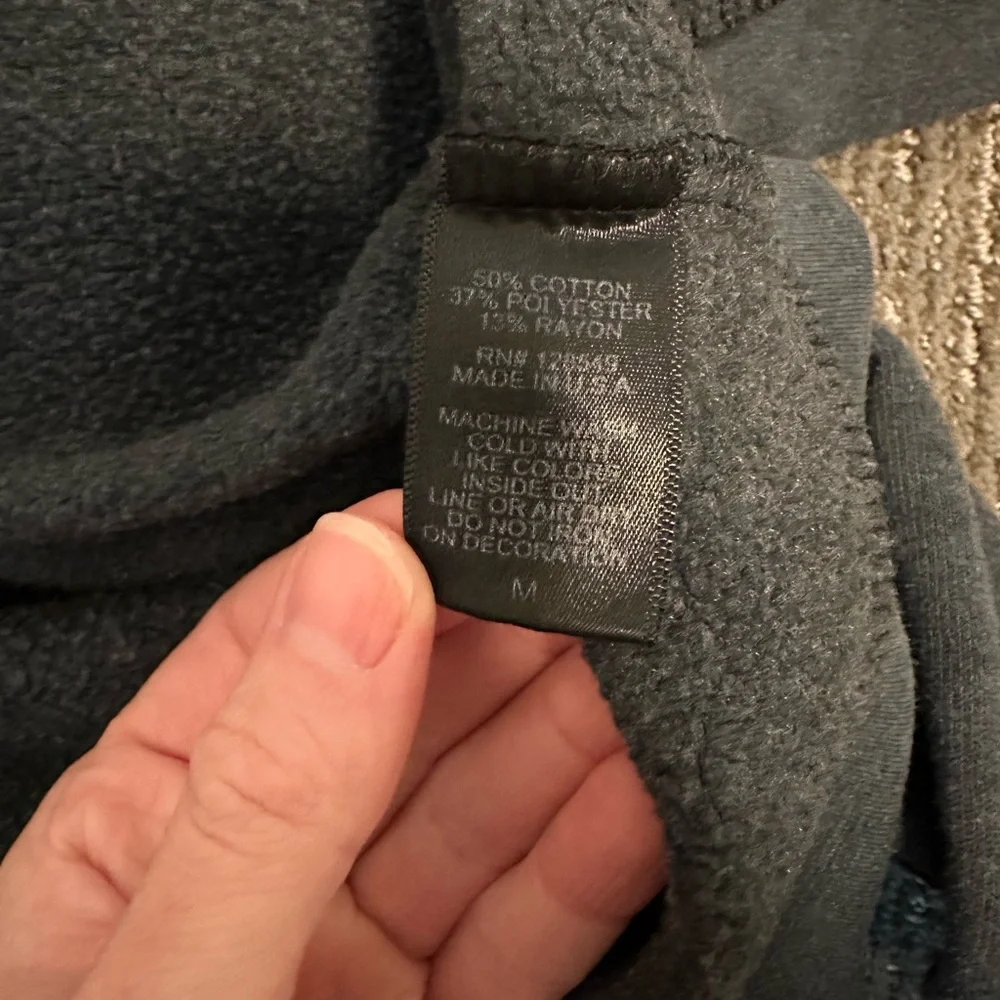 50% COTTON
37% POLYESTER
13% RAYON
RN#
MADE IN U.S.A
MACHINE WASH
COLD WITH
LIKE COLORS
INSIDE OUT
LINE OR AIR DRY
DO NOT IRON
ON DECORATION
M